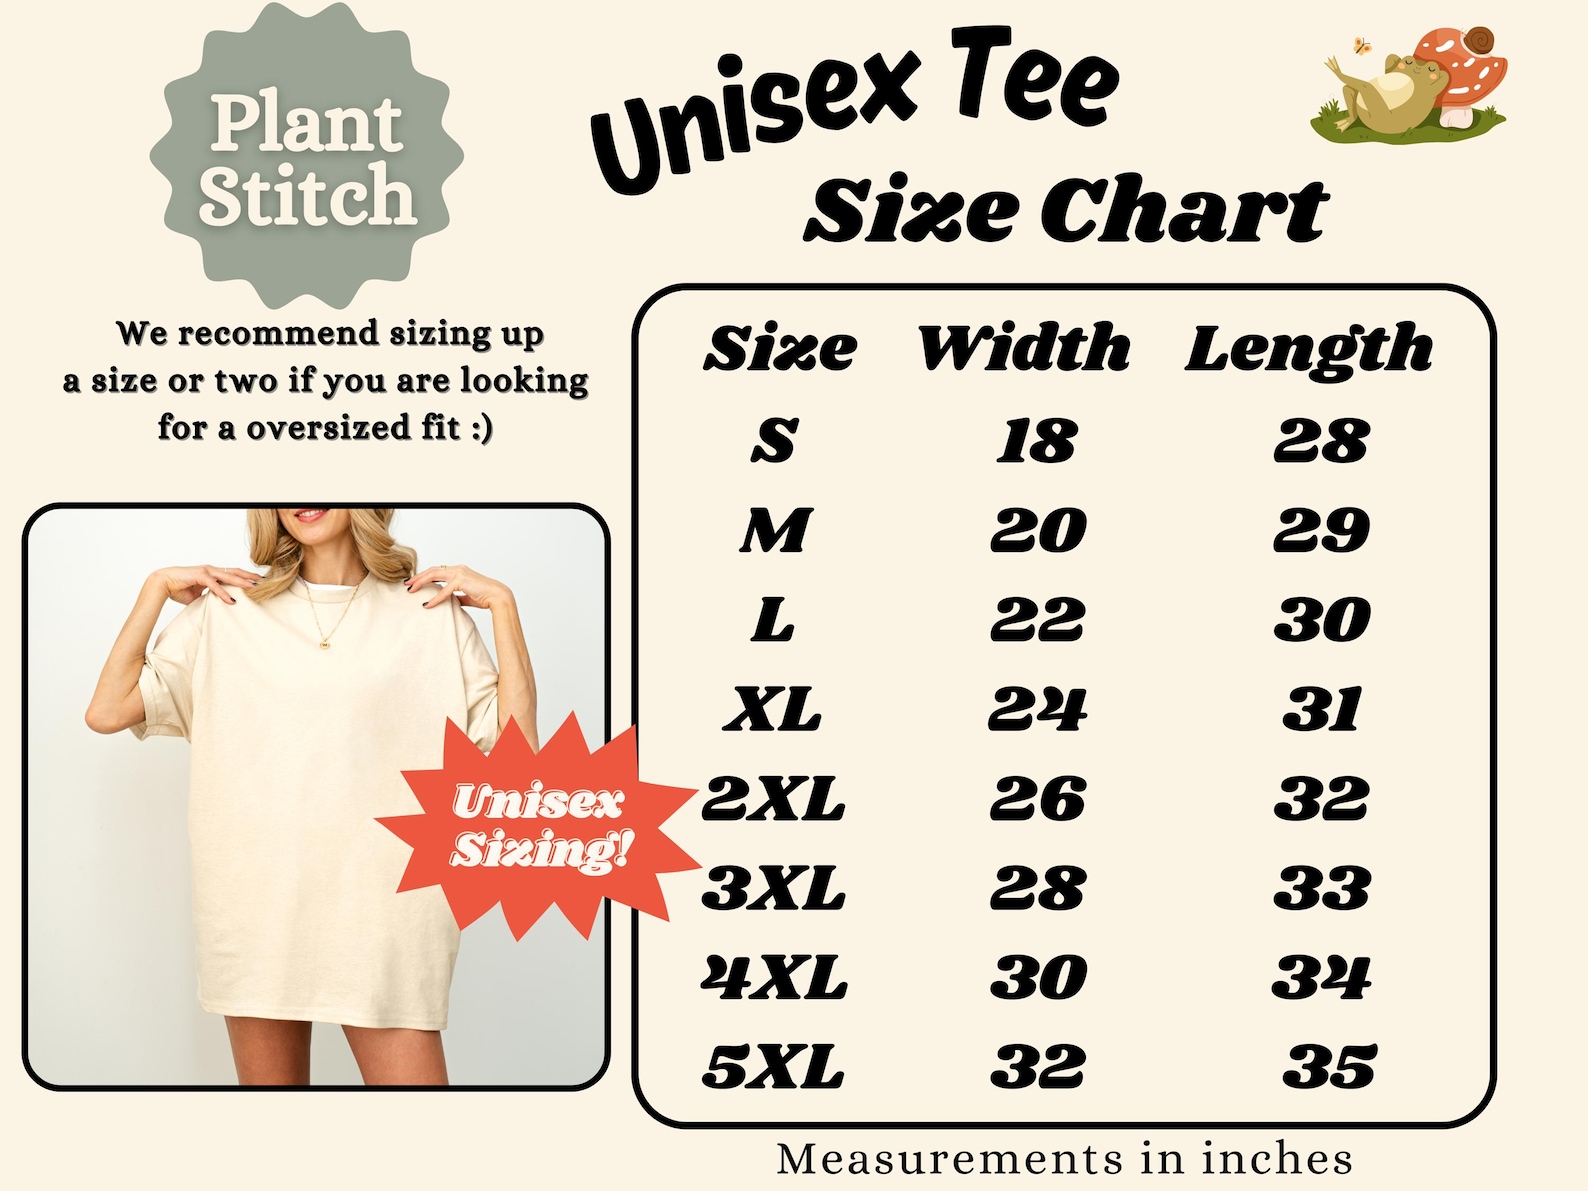 Plant
Stitch
We recommend sizing up
a size or two if you are looking
for a oversized fit :)
Unisex
Sizing!
Unisex Tee
Size Chart
Size Width Length
S 18 28
M 20 29
L 22 30
XL 24 31
2XL 26 32
3XL 28 33
4XL 30 34
5XL 32 35
Measurements in inches